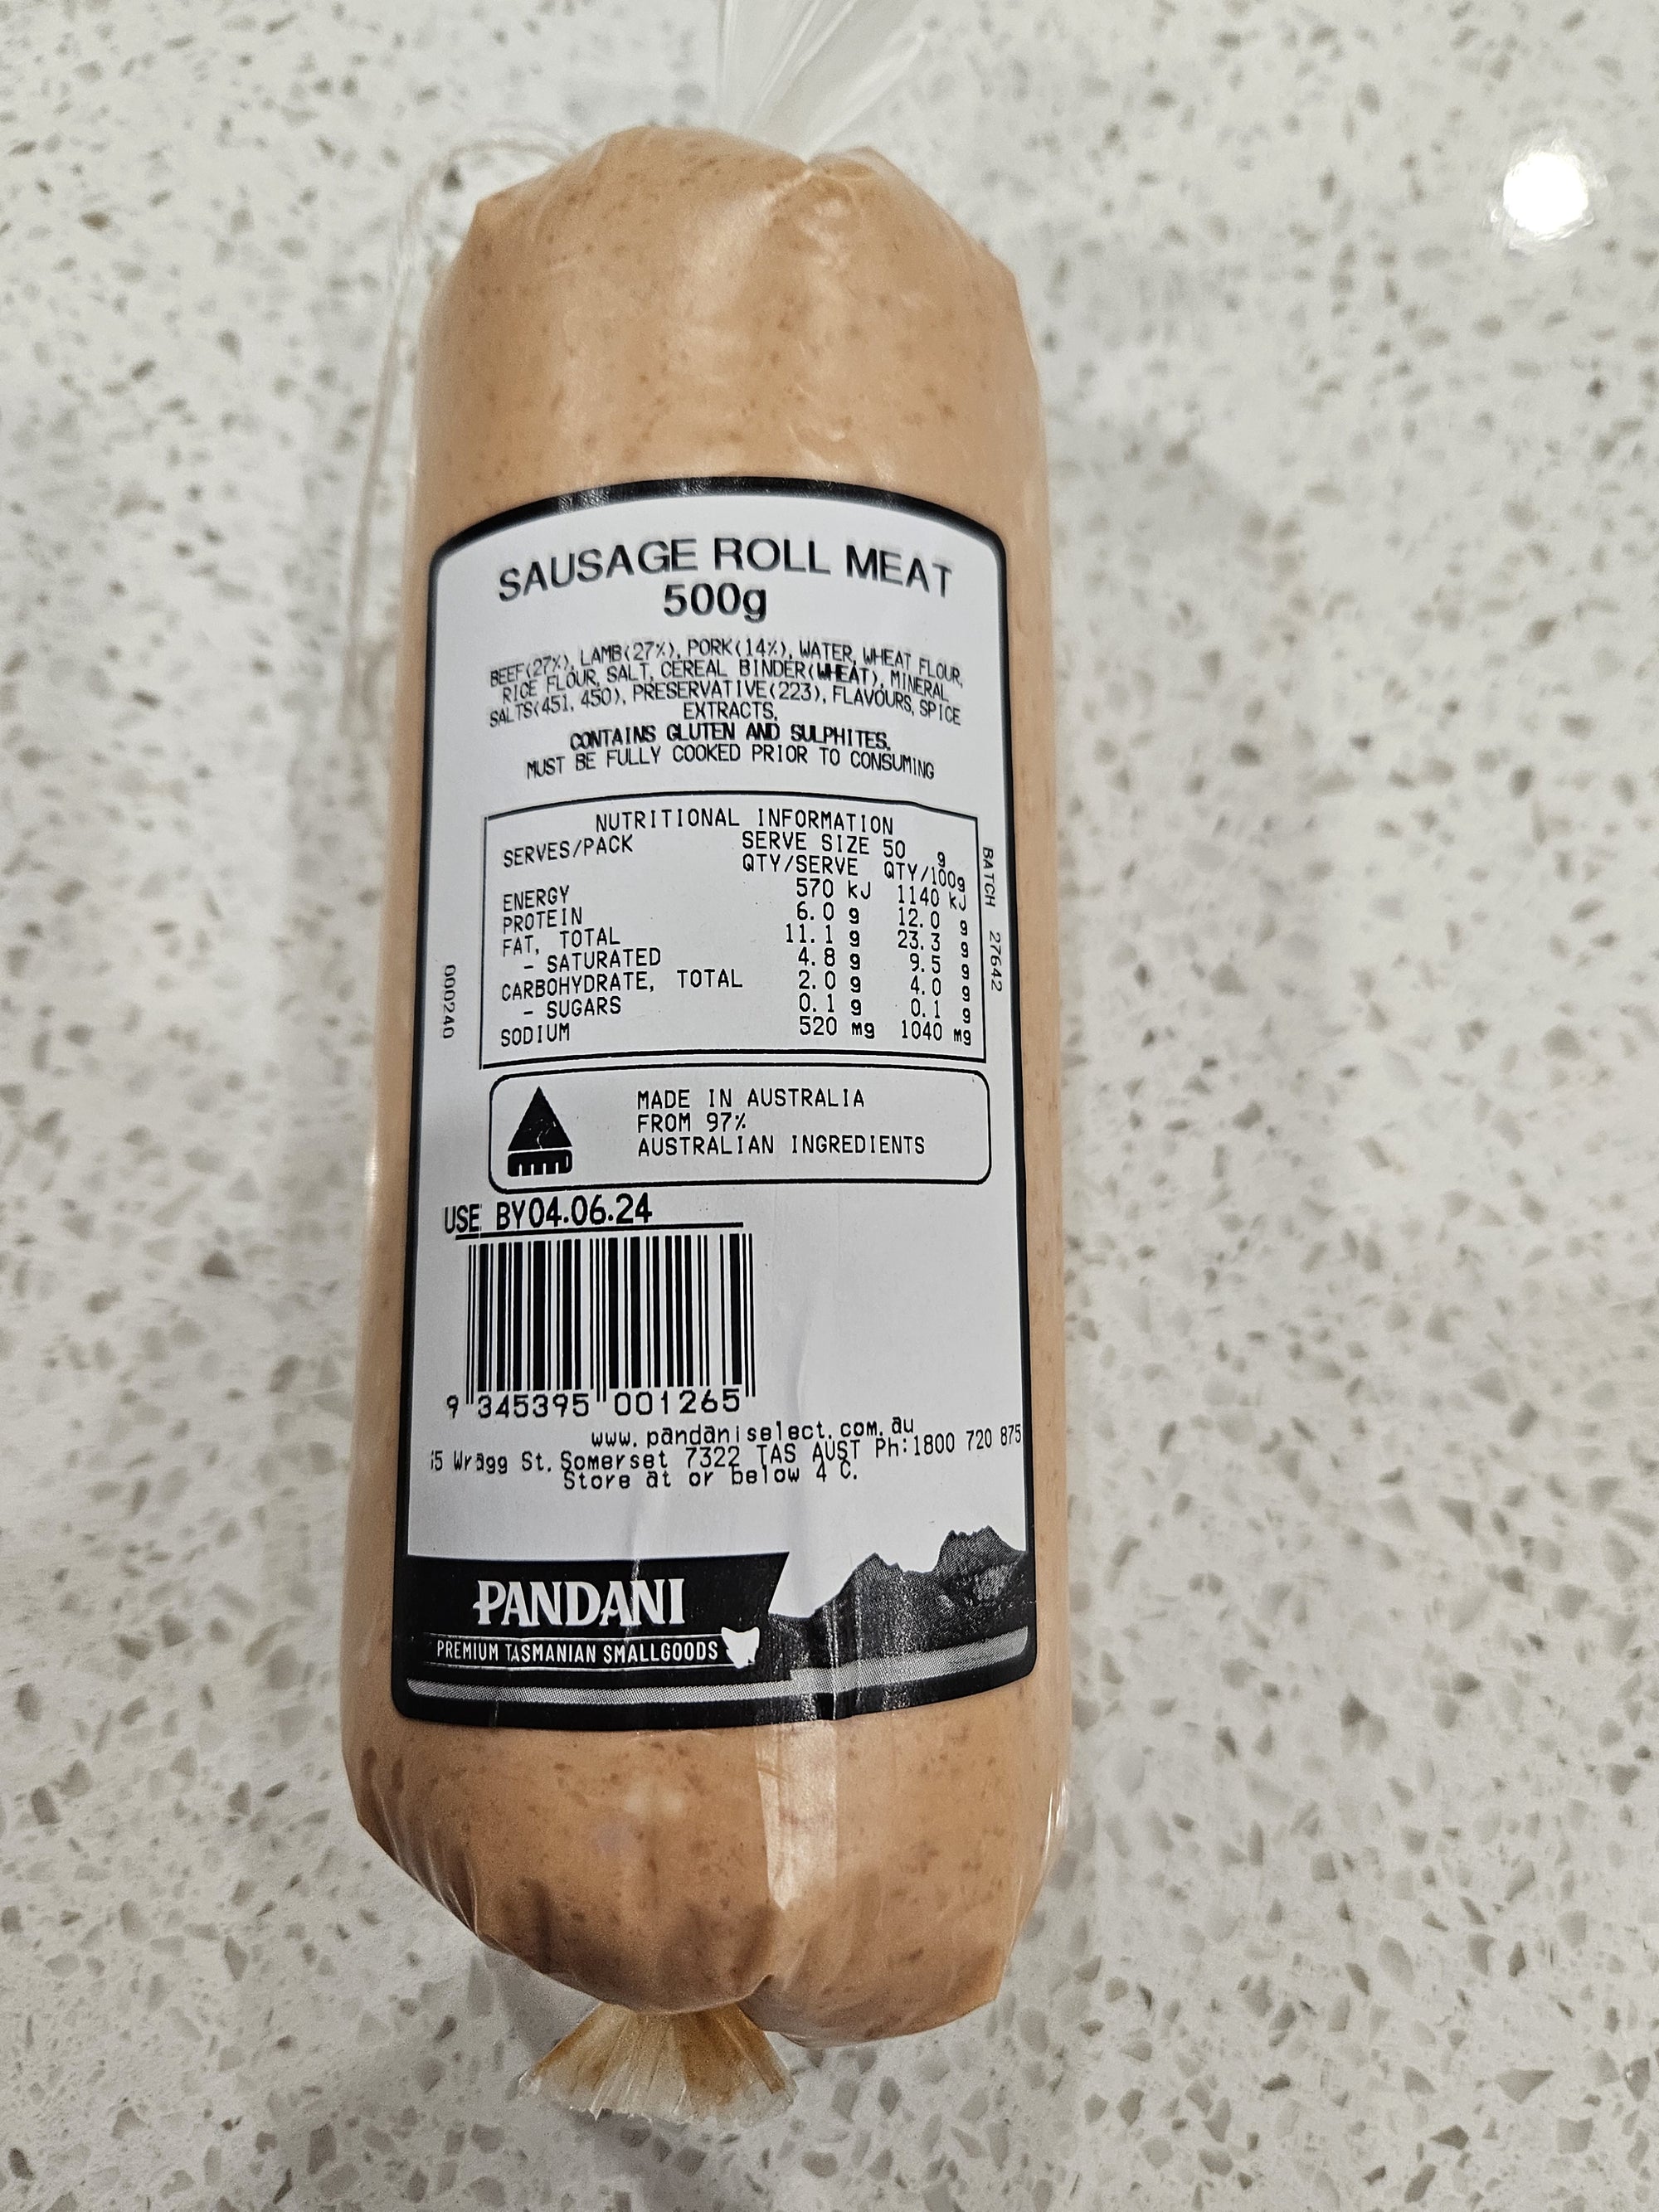 SAUSAGE ROLL MEAT
500g
BEEF(27%), LAMB(27%), PORK(14%), WATER, WHEAT FLOUR,
RICE FLOUR, SALT, CEREAL BINDER(WHEAT), MINERAL
SALTS(451, 450), PRESERVATIVE(223), FLAVOURS, SPICE
EXTRACTS.
CONTAINS GLUTEN AND SULPHITES.
MUST BE FULLY COOKED PRIOR TO CONSUMING
NUTRITIONAL INFORMATION
SERVES/PACK SERVE SIZE 50 g
QTY/SERVE QTY/100g
ENERGY 570 kJ 1140 kJ
PROTEIN 6.0 g 12.0 g
FAT, TOTAL 11.1 g 23.3 g
- SATURATED 4.8 g 9.5 g
CARBOHYDRATE, TOTAL 2.0 g 4.0 g
- SUGARS 0.1 g 0.1 g
SODIUM 520 mg 1040 mg
BATCH 27642
000240
MADE IN AUSTRALIA
FROM 97%
AUSTRALIAN INGREDIENTS
USE BY 04.06.24
9 345395 001265
www.pandaniselect.com.au
Wragg St. Somerset 7322 TAS AUST Ph:1800 720 875
Store at or below 4 C.
PANDANI
PREMIUM TASMANIAN SMALLGOODS